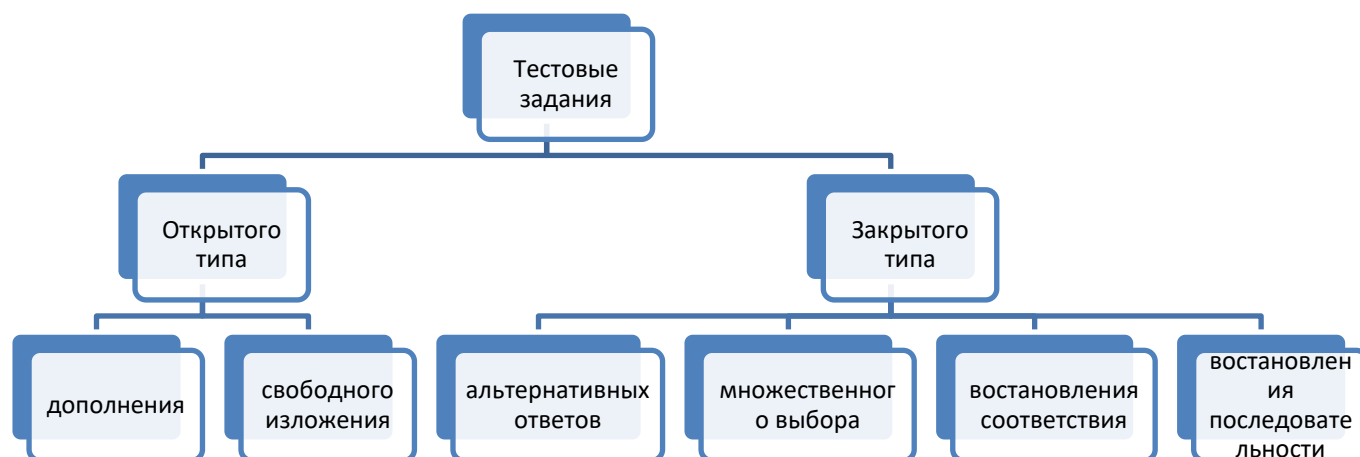 Тестовые
задания
Открытого
типа
Закрытого
типа
дополнения
свободного
изложения
альтернативных
ответов
множественног
о выбора
востановления
соответствия
востановлен
ия
последовате
льности